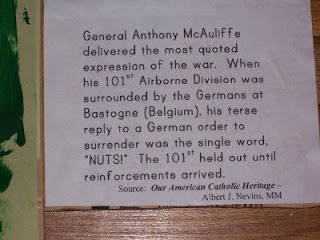 General Anthony McAuliffe
delivered the most quoted
expression of the war.  When
his 101st Airborne Division was
surrounded by the Germans at
Bastogne (Belgium), his terse
reply to a German order to
surrender was the single word,
"NUTS!"  The 101st held out until
reinforcements arrived.
Source:  Our American Catholic Heritage –
Albert J. Nevins, MM